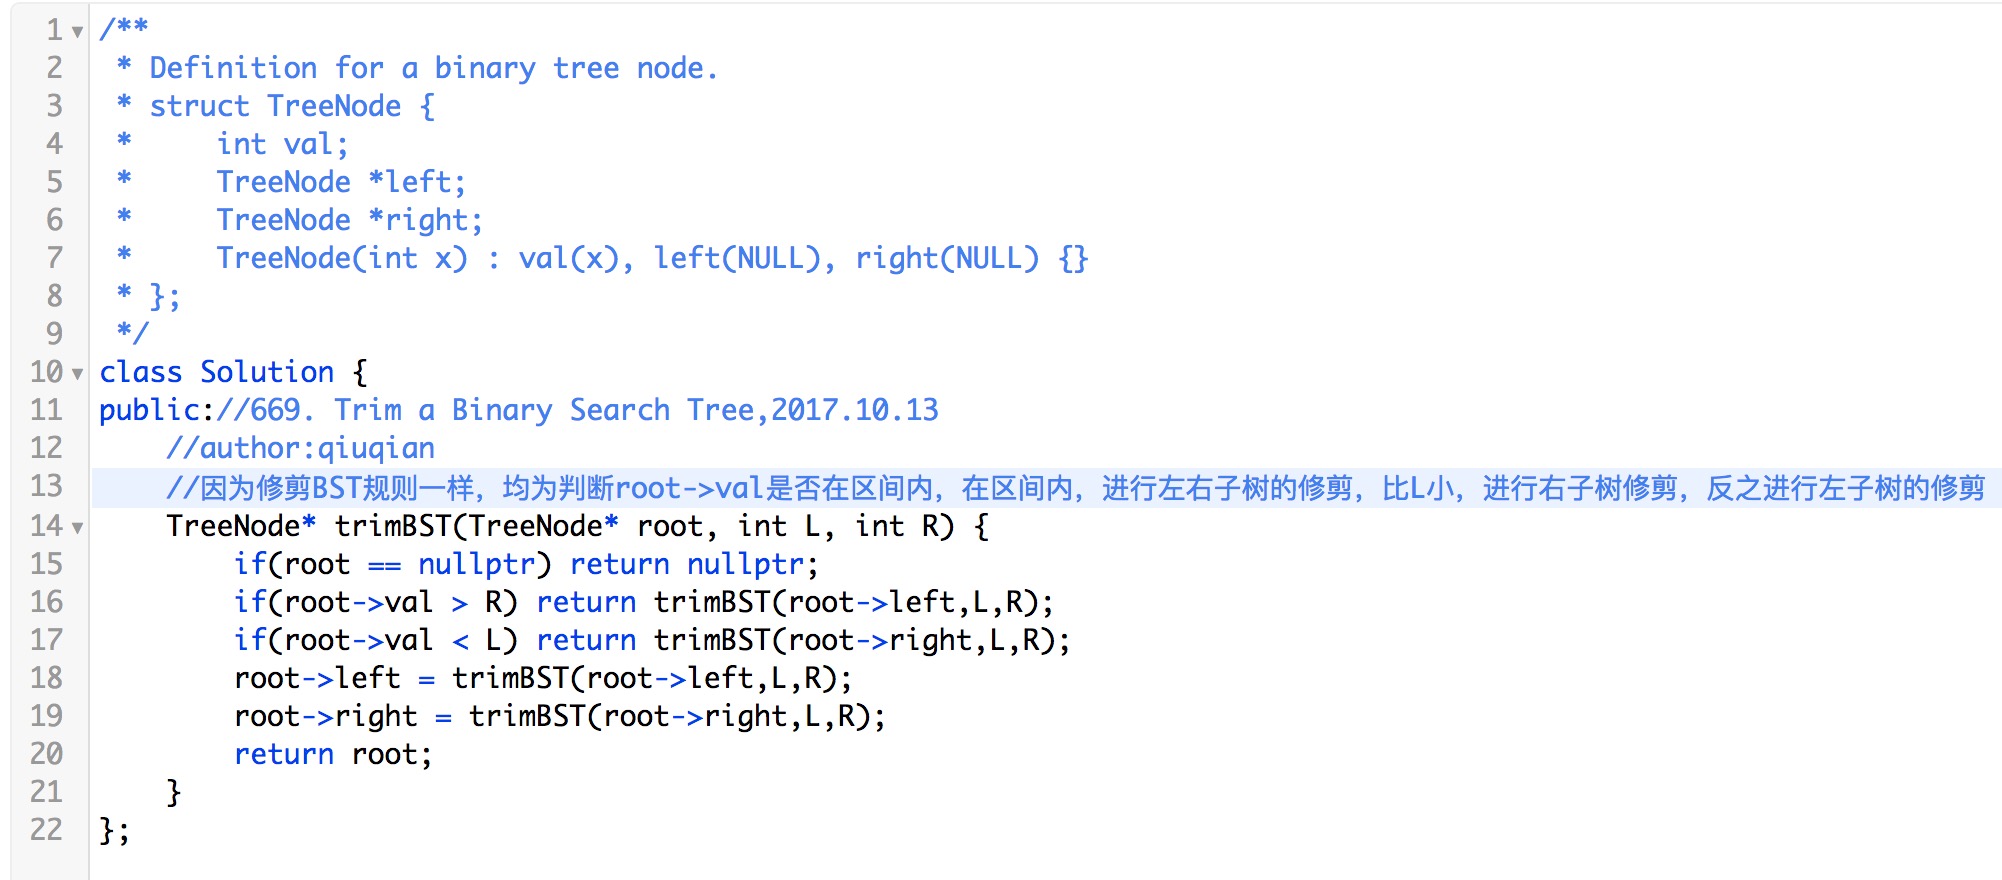 1 /**
2  * Definition for a binary tree node.
3  * struct TreeNode {
4  *     int val;
5  *     TreeNode *left;
6  *     TreeNode *right;
7  *     TreeNode(int x) : val(x), left(NULL), right(NULL) {}
8  * };
9  */
10 class Solution {
11 public://669. Trim a Binary Search Tree,2017.10.13
12     //author:qiuqian
13     //因为修剪BST规则一样，均为判断root->val是否在区间内，在区间内，进行左右子树的修剪，比L小，进行右子树修剪，反之进行左子树的修剪
14     TreeNode* trimBST(TreeNode* root, int L, int R) {
15         if(root == nullptr) return nullptr;
16         if(root->val > R) return trimBST(root->left,L,R);
17         if(root->val < L) return trimBST(root->right,L,R);
18         root->left = trimBST(root->left,L,R);
19         root->right = trimBST(root->right,L,R);
20         return root;
21     }
22 };